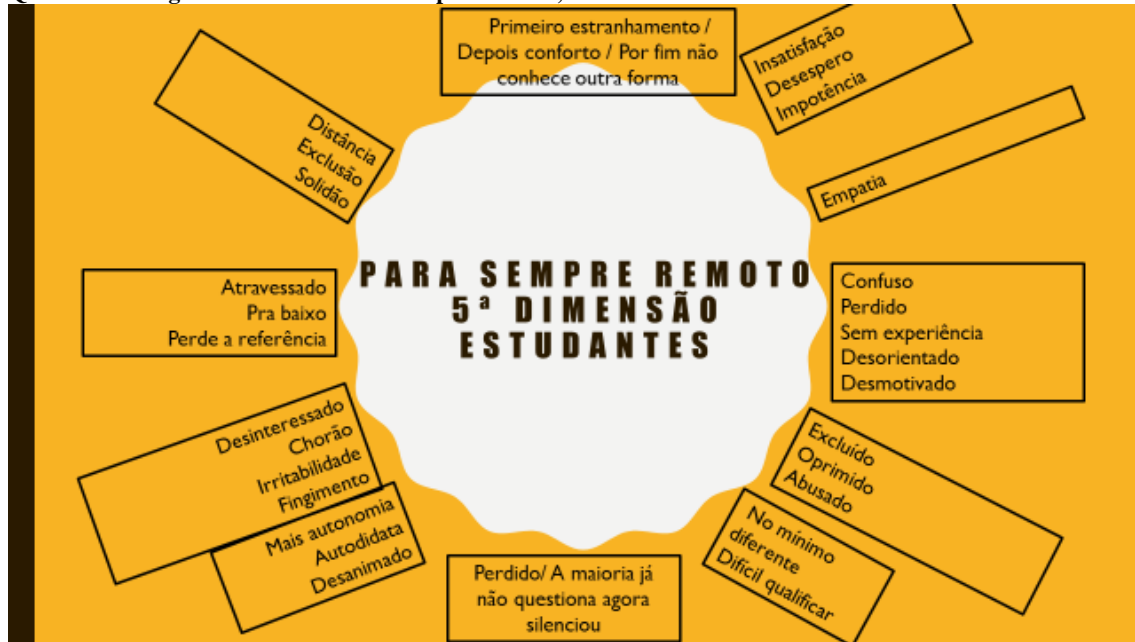 Primeiro estranhamento /
Depois conforto / Por fim não
conhece outra forma
Insatisfação
Desespero
Impotência
Empatia
Distância
Exclusão
Solidão
PARA SEMPRE REMOTO
5ª DIMENSÃO
ESTUDANTES
Atravessado
Pra baixo
Perde a referência
Confuso
Perdido
Sem experiência
Desorientado
Desmotivado
Desinteressado
Chorão
Irritabilidade
Fingimento
Excluído
Oprimido
Abusado
Mais autonomia
Autodidata
Desanimado
No mínimo
diferente
Difícil qualificar
Perdido/ A maioria já
não questiona agora
silenciou